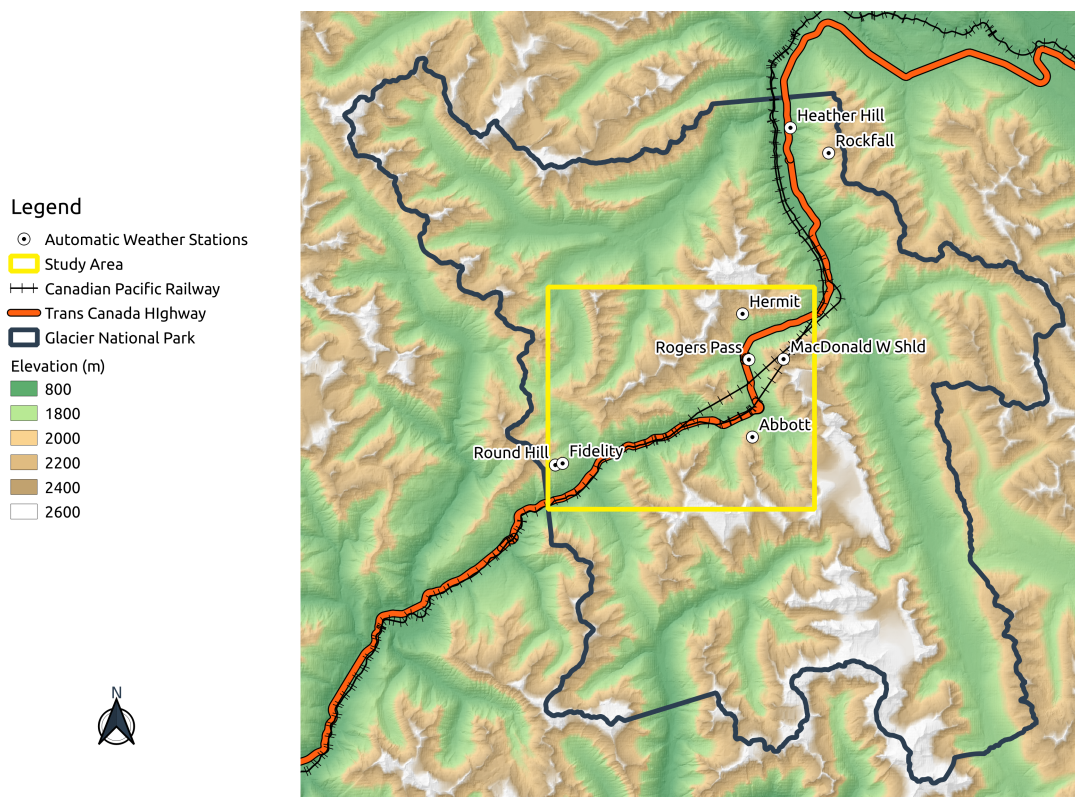 Heather Hill
Rockfall
Legend
Automatic Weather Stations
Study Area
Canadian Pacific Railway
Trans Canada HIghway
Glacier National Park
Elevation (m)
800
1800
2000
2200
2400
2600
Hermit
Rogers Pass
MacDonald W Shld
Abbott
Round Hill
Fidelity
N